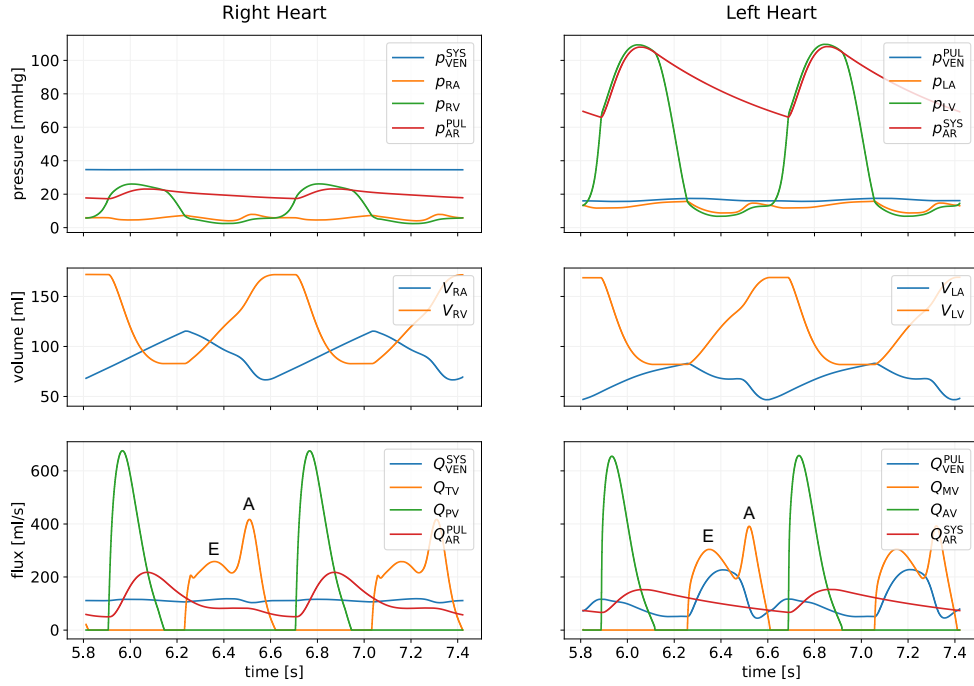 Right Heart
Left Heart
pressure [mmHg]
100
80
60
40
20
0
p_VEN^SYS
p_RA
p_RV
p_AR^PUL
p_VEN^PUL
p_LA
p_LV
p_AR^SYS
volume [ml]
150
100
50
V_RA
V_RV
V_LA
V_LV
flux [ml/s]
600
400
200
0
Q_VEN^SYS
Q_TV
Q_PV
Q_AR^PUL
E
A
5.8 6.0 6.2 6.4 6.6 6.8 7.0 7.2 7.4
time [s]
Q_VEN^PUL
Q_MV
Q_AV
Q_AR^SYS
E
A
5.8 6.0 6.2 6.4 6.6 6.8 7.0 7.2 7.4
time [s]